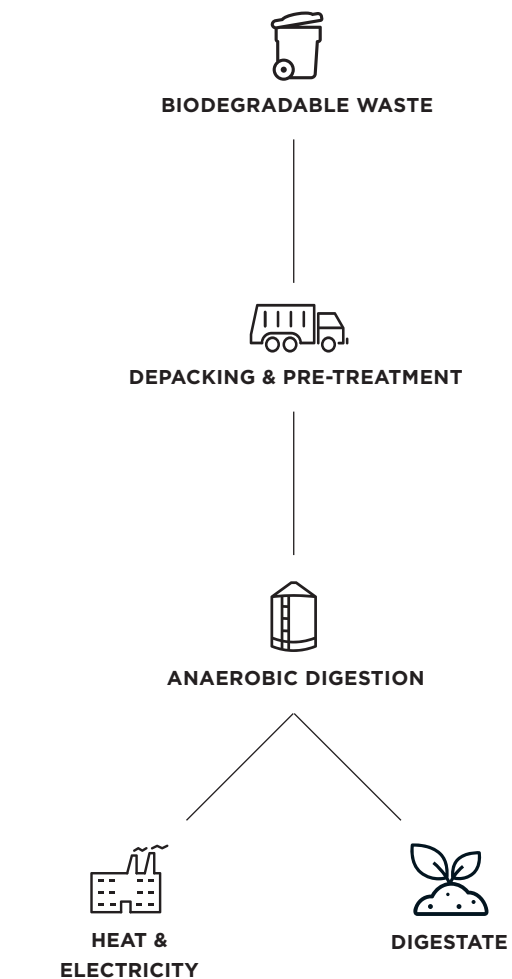 BIODEGRADABLE WASTE
DEPACKING & PRE-TREATMENT
ANAEROBIC DIGESTION
HEAT &
ELECTRICITY
DIGESTATE